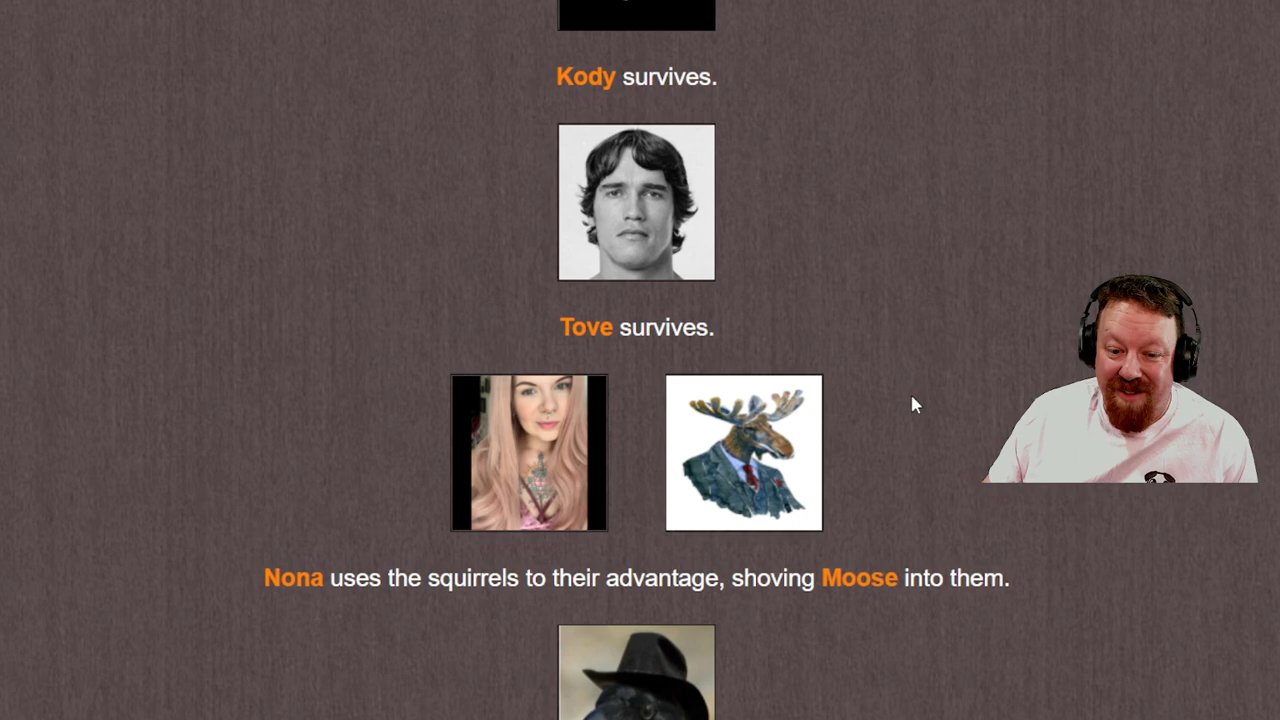 Kody survives.
Tove survives.
Nona uses the squirrels to their advantage, shoving Moose into them.